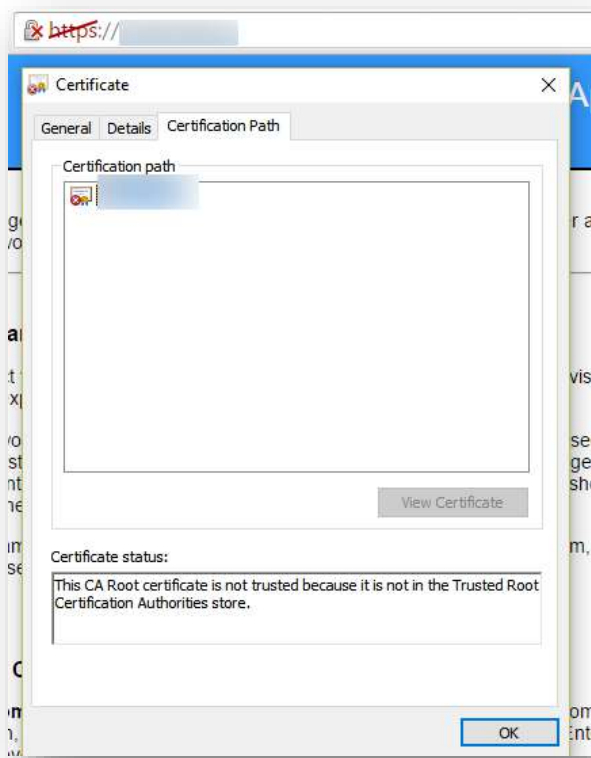 https://
Certificate
General Details Certification Path
Certification path
View Certificate
Certificate status:
This CA Root certificate is not trusted because it is not in the Trusted Root
Certification Authorities store.
OK